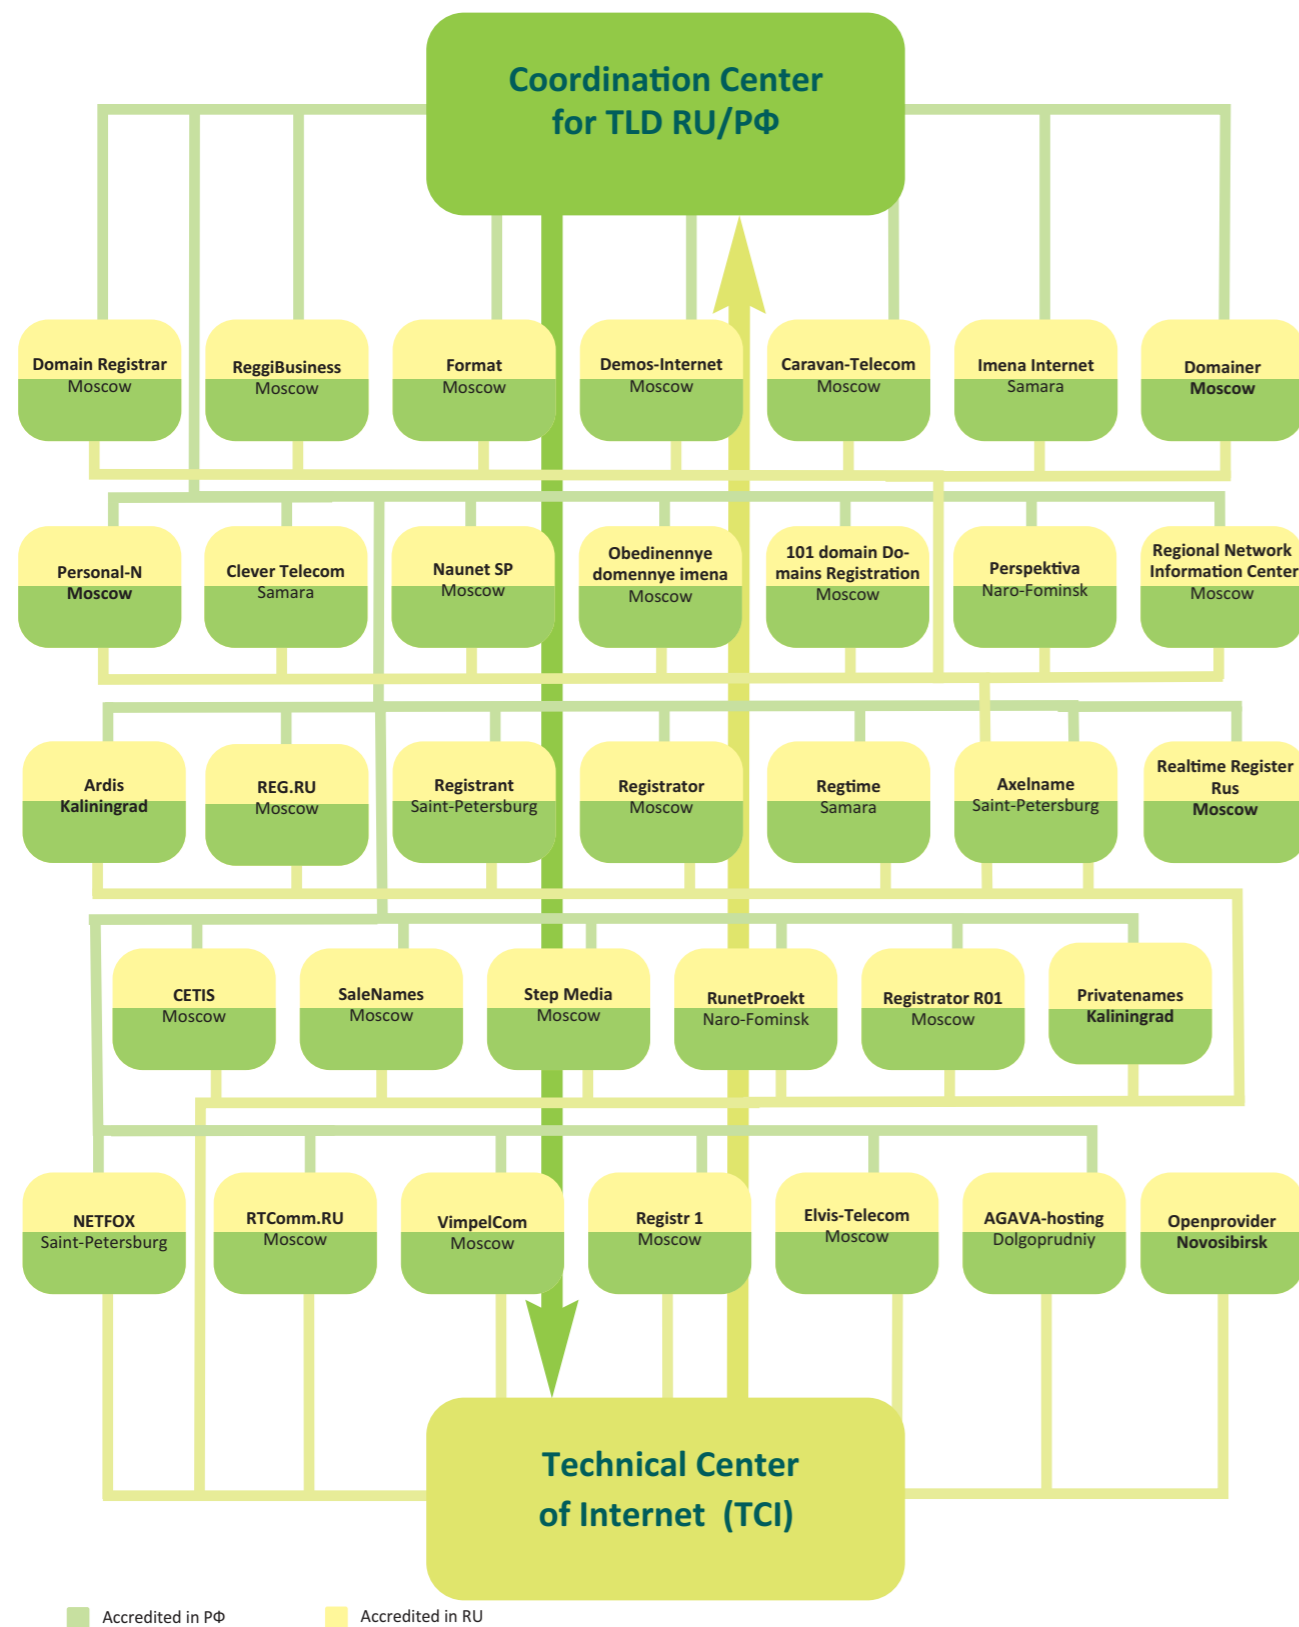 Coordination Center
for TLD RU/РФ
Domain Registrar
Moscow
ReggiBusiness
Moscow
Format
Moscow
Demos-Internet
Moscow
Caravan-Telecom
Moscow
Imena Internet
Samara
Domainer
Moscow
Personal-N
Moscow
Clever Telecom
Samara
Naunet SP
Moscow
Obedinennye
domennye imena
Moscow
101 domain Do-
mains Registration
Moscow
Perspektiva
Naro-Fominsk
Regional Network
Information Center
Moscow
Ardis
Kaliningrad
REG.RU
Moscow
Registrant
Saint-Petersburg
Registrator
Moscow
Regtime
Samara
Axelname
Saint-Petersburg
Realtime Register
Rus
Moscow
CETIS
Moscow
SaleNames
Moscow
Step Media
Moscow
RunetProekt
Naro-Fominsk
Registrator R01
Moscow
Privatenames
Kaliningrad
NETFOX
Saint-Petersburg
RTComm.RU
Moscow
VimpelCom
Moscow
Registr 1
Moscow
Elvis-Telecom
Moscow
AGAVA-hosting
Dolgoprudniy
Openprovider
Novosibirsk
Technical Center
of Internet (TCI)
Accredited in РФ
Accredited in RU